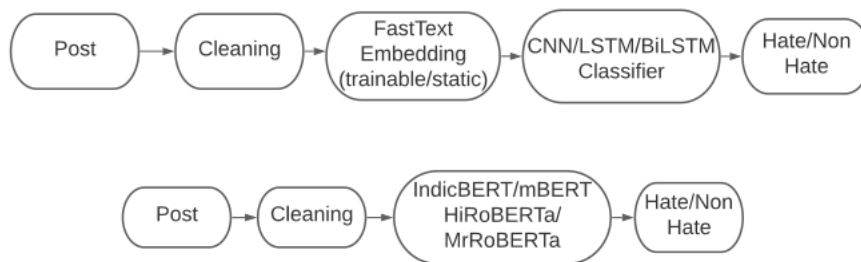 Post
Cleaning
FastText
Embedding
(trainable/static)
CNN/LSTM/BiLSTM
Classifier
Hate/Non
Hate
Post
Cleaning
IndicBERT/mBERT
HiRoBERTa/
MrRoBERTa
Hate/Non
Hate